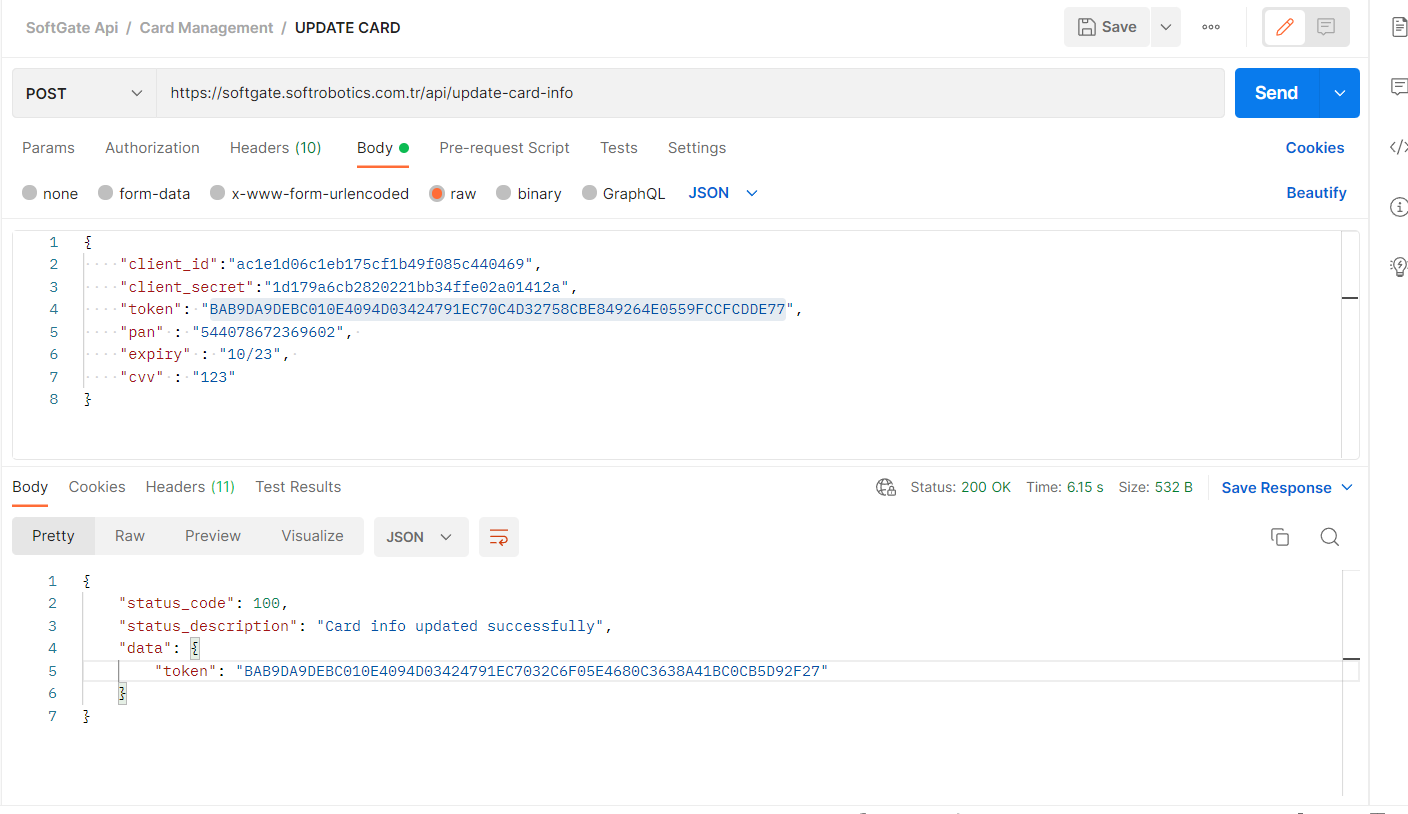 SoftGate Api / Card Management / UPDATE CARD
Save
POST https://softgate.softrobotics.com.tr/api/update-card-info Send
Params Authorization Headers (10) Body Pre-request Script Tests Settings Cookies
none form-data x-www-form-urlencoded raw binary GraphQL JSON Beautify
1 {
2 "client_id":"ac1e1d06c1eb175cf1b49f085c440469",
3 "client_secret":"1d179a6cb2820221bb34ffe02a01412a",
4 "token": "BAB9DA9DEBC010E4094D03424791EC70C4D32758CBE849264E0559FCCFCDDE77",
5 "pan" : "544078672369602",
6 "expiry" : "10/23",
7 "cvv" : "123"
8 }
Body Cookies Headers (11) Test Results Status: 200 OK Time: 6.15 s Size: 532 B Save Response
Pretty Raw Preview Visualize JSON
1 {
2 "status_code": 100,
3 "status_description": "Card info updated successfully",
4 "data": {
5 "token": "BAB9DA9DEBC010E4094D03424791EC7032C6F05E4680C3638A41BC0CB5D92F27"
6 }
7 }